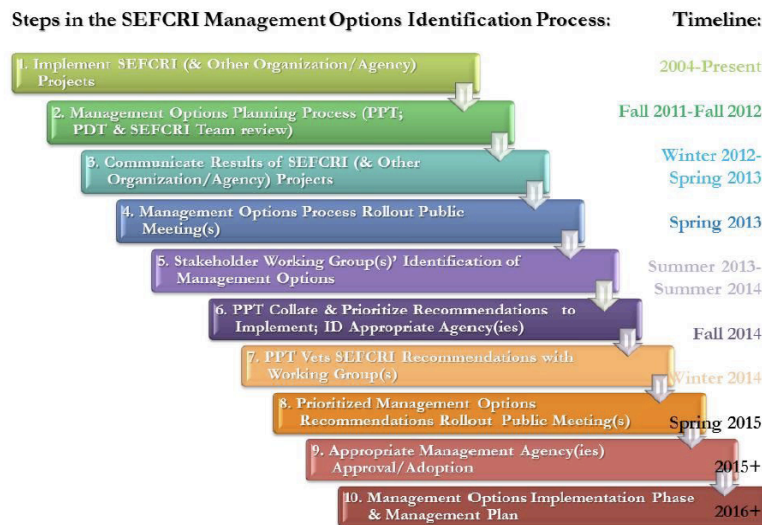 Steps in the SEFCRI Management Options Identification Process: Timeline:
1. Implement SEFCRI (& Other Organization/Agency)
Projects
2004-Present
2. Management Options Planning Process (PPT;
PDT & SEFCRI Team review)
Fall 2011-Fall 2012
3. Communicate Results of SEFCRI (& Other
Organization/Agency) Projects
Winter 2012-
Spring 2013
4. Management Options Process Rollout Public
Meeting(s)
Spring 2013
5. Stakeholder Working Group(s)' Identification of
Management Options
Summer 2013-
Summer 2014
6. PPT Collate & Prioritize Recommendations to
Implement; ID Appropriate Agency(ies)
Fall 2014
7. PPT Vets SEFCRI Recommendations with
Working Group(s)
Winter 2014
8. Prioritized Management Options
Recommendations Rollout Public Meeting(s)
Spring 2015
9. Appropriate Management Agency(ies)
Approval/Adoption
2015+
10. Management Options Implementation Phase
& Management Plan
2016+